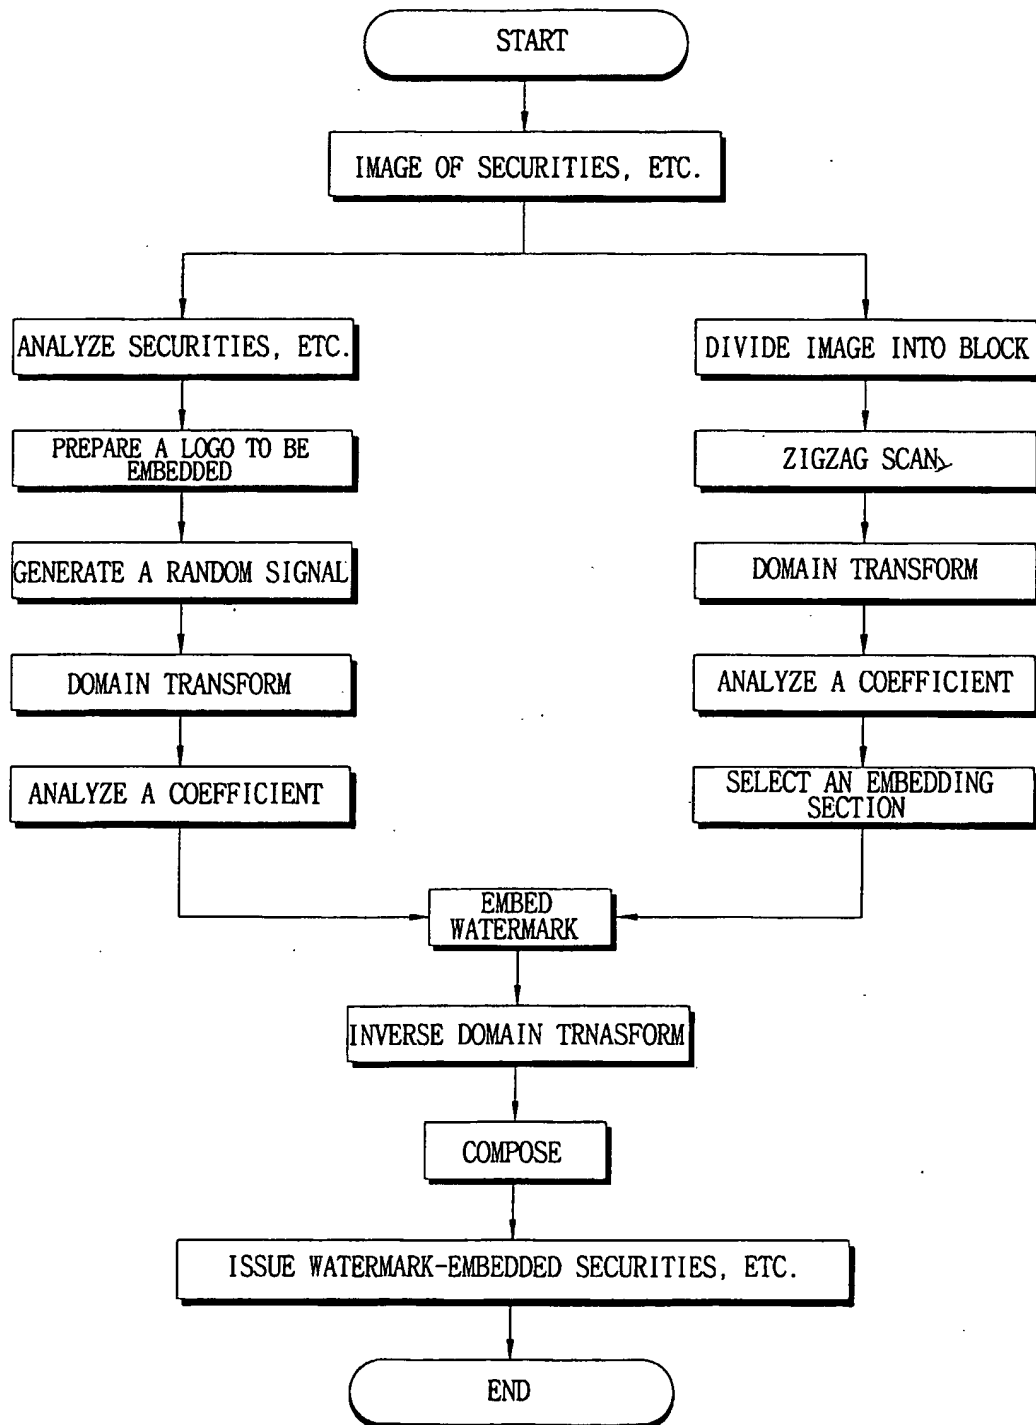 START
IMAGE OF SECURITIES, ETC.
ANALYZE SECURITIES, ETC.
PREPARE A LOGO TO BE
EMBEDDED
GENERATE A RANDOM SIGNAL
DOMAIN TRANSFORM
ANALYZE A COEFFICIENT
DIVIDE IMAGE INTO BLOCK
ZIGZAG SCAN
DOMAIN TRANSFORM
ANALYZE A COEFFICIENT
SELECT AN EMBEDDING
SECTION
EMBED
WATERMARK
INVERSE DOMAIN TRNASFORM
COMPOSE
ISSUE WATERMARK-EMBEDDED SECURITIES, ETC.
END